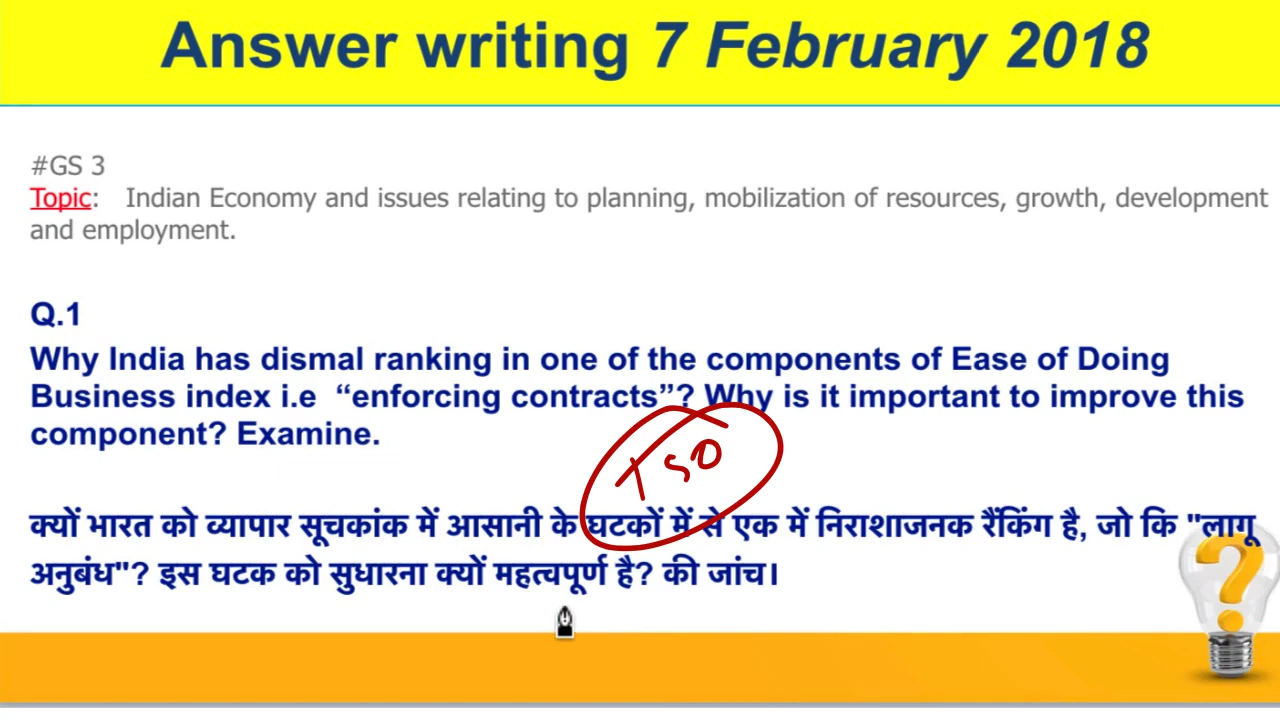 Answer writing 7 February 2018
#GS 3
Topic: Indian Economy and issues relating to planning, mobilization of resources, growth, development
and employment.
Q.1
Why India has dismal ranking in one of the components of Ease of Doing
Business index i.e “enforcing contracts”? Why is it important to improve this
component? Examine.
क्यों भारत को व्यापार सूचकांक में आसानी के घटकों में से एक में निराशाजनक रैंकिंग है, जो कि "लागू
अनुबंध"? इस घटक को सुधारना क्यों महत्वपूर्ण है? की जांच।